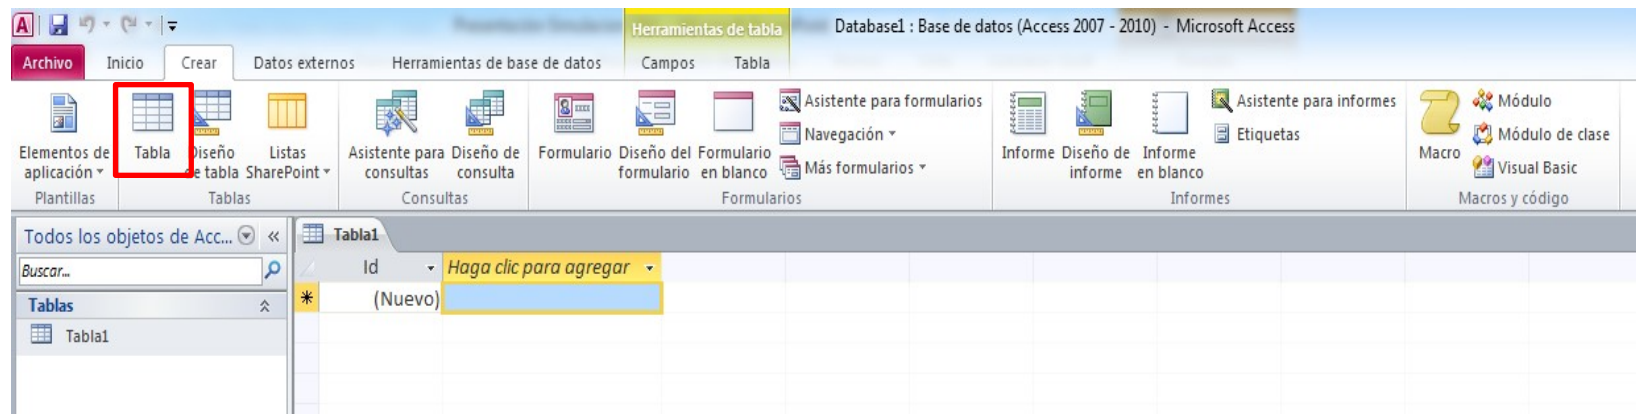 Herramientas de tabla
Database1 : Base de datos (Access 2007 - 2010) - Microsoft Access
Archivo Inicio Crear Datos externos Herramientas de base de datos Campos Tabla
Elementos de aplicación
Tabla
Diseño de tabla
Listas SharePoint
Asistente para consultas
Diseño de consulta
Formulario
Diseño del formulario
Formulario en blanco
Asistente para formularios
Navegación
Más formularios
Informe
Diseño de informe
Informe en blanco
Asistente para informes
Etiquetas
Macro
Módulo
Módulo de clase
Visual Basic
Plantillas Tablas Consultas Formularios Informes Macros y código
Todos los objetos de Acc... «
Buscar...
Tablas
Tabla1
Tabla1
Id Haga clic para agregar
* (Nuevo)